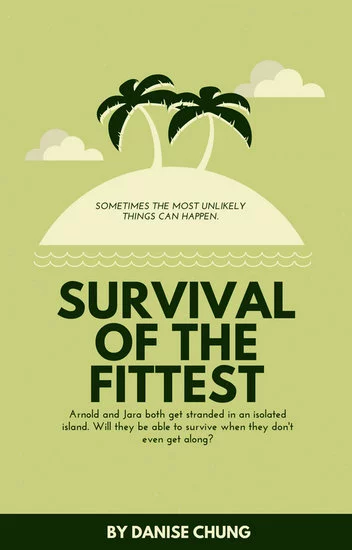 SOMETIMES THE MOST UNLIKELY
THINGS CAN HAPPEN.
SURVIVAL
OF THE
FITTEST
Arnold and Jara both get stranded in an isolated
island. Will they be able to survive when they don't
even get along?
BY DANISE CHUNG